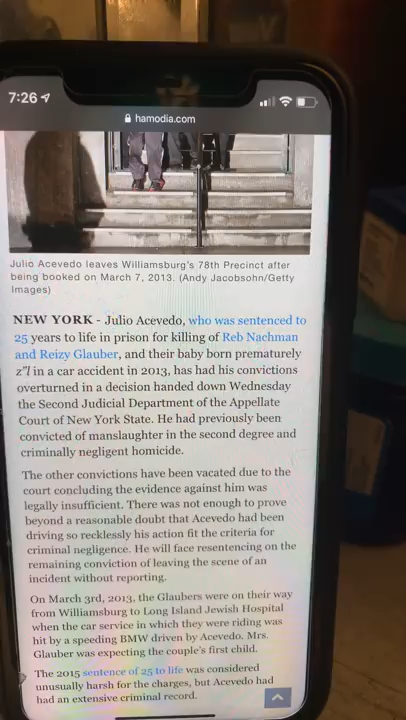 7:26
hamodia.com
Julio Acevedo leaves Williamsburg's 78th Precinct after
being booked on March 7, 2013. (Andy Jacobsohn/Getty
Images)
NEW YORK - Julio Acevedo, who was sentenced to
25 years to life in prison for killing of Reb Nachman
and Reizy Glauber, and their baby born prematurely
z"l in a car accident in 2013, has had his convictions
overturned in a decision handed down Wednesday
the Second Judicial Department of the Appellate
Court of New York State. He had previously been
convicted of manslaughter in the second degree and
criminally negligent homicide.
The other convictions have been vacated due to the
court concluding the evidence against him was
legally insufficient. There was not enough to prove
beyond a reasonable doubt that Acevedo had been
driving so recklessly his action fit the criteria for
criminal negligence. He will face resentencing on the
remaining conviction of leaving the scene of an
incident without reporting.
On March 3rd, 2013, the Glaubers were on their way
from Williamsburg to Long Island Jewish Hospital
when the car service in which they were riding was
hit by a speeding BMW driven by Acevedo. Mrs.
Glauber was expecting the couple's first child.
The 2015 sentence of 25 to life was considered
unusually harsh for the charges, but Acevedo had
had an extensive criminal record.